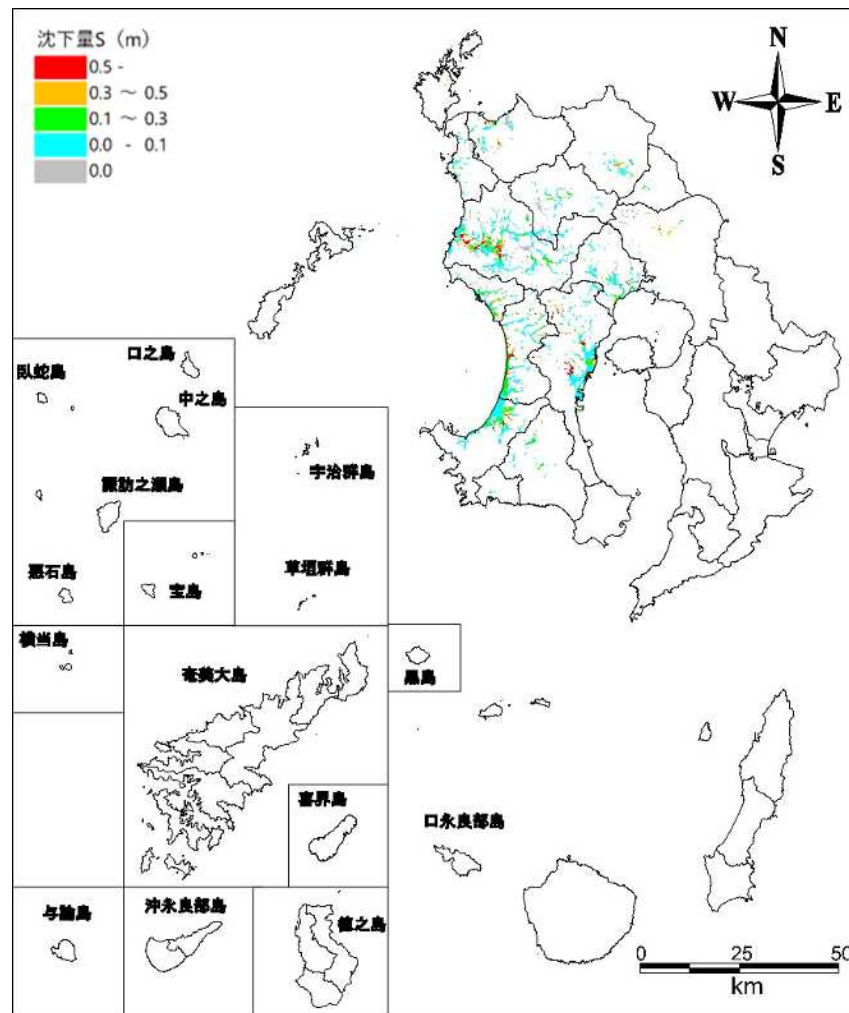 沈下量S (m)
0.5 -
0.3 ～ 0.5
0.1 ～ 0.3
0.0 - 0.1
0.0
N
W E
S
口之島
臥蛇島
中之島
宇治群島
諏訪之瀬島
悪石島
宝島
草垣群島
横当島
奄美大島
黒島
喜界島
口永良部島
与論島
沖永良部島
徳之島
0 25 50
km